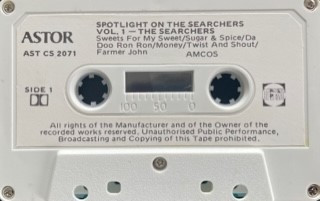 ASTOR
AST CS 2071
SPOTLIGHT ON THE SEARCHERS
VOL. 1 — THE SEARCHERS
Sweets For My Sweet/Sugar & Spice/Da
Doo Ron Ron/Money/Twist And Shout/
Farmer John
AMCOS
SIDE 1
100 50 0
All rights of the Manufacturer and of the Owner of the
recorded works reserved. Unauthorised Public Performance,
Broadcasting and Copying of this Tape prohibited.